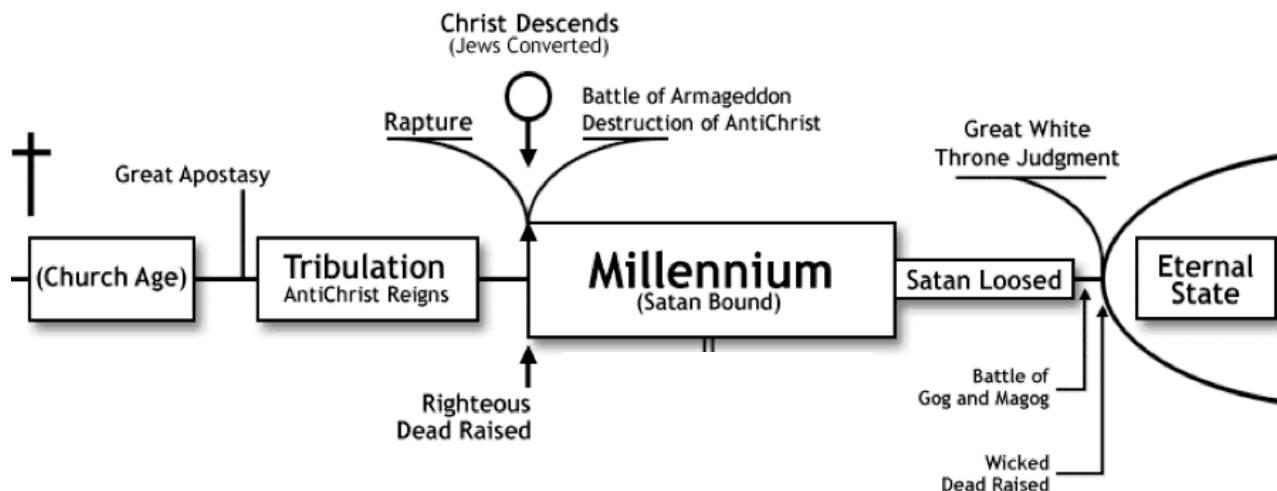 Christ Descends
(Jews Converted)
Rapture
Battle of Armageddon
Destruction of AntiChrist
Great White
Throne Judgment
Great Apostasy
(Church Age)
Tribulation
AntiChrist Reigns
Millennium
(Satan Bound)
Satan Loosed
Eternal
State
Righteous
Dead Raised
Battle of
Gog and Magog
Wicked
Dead Raised